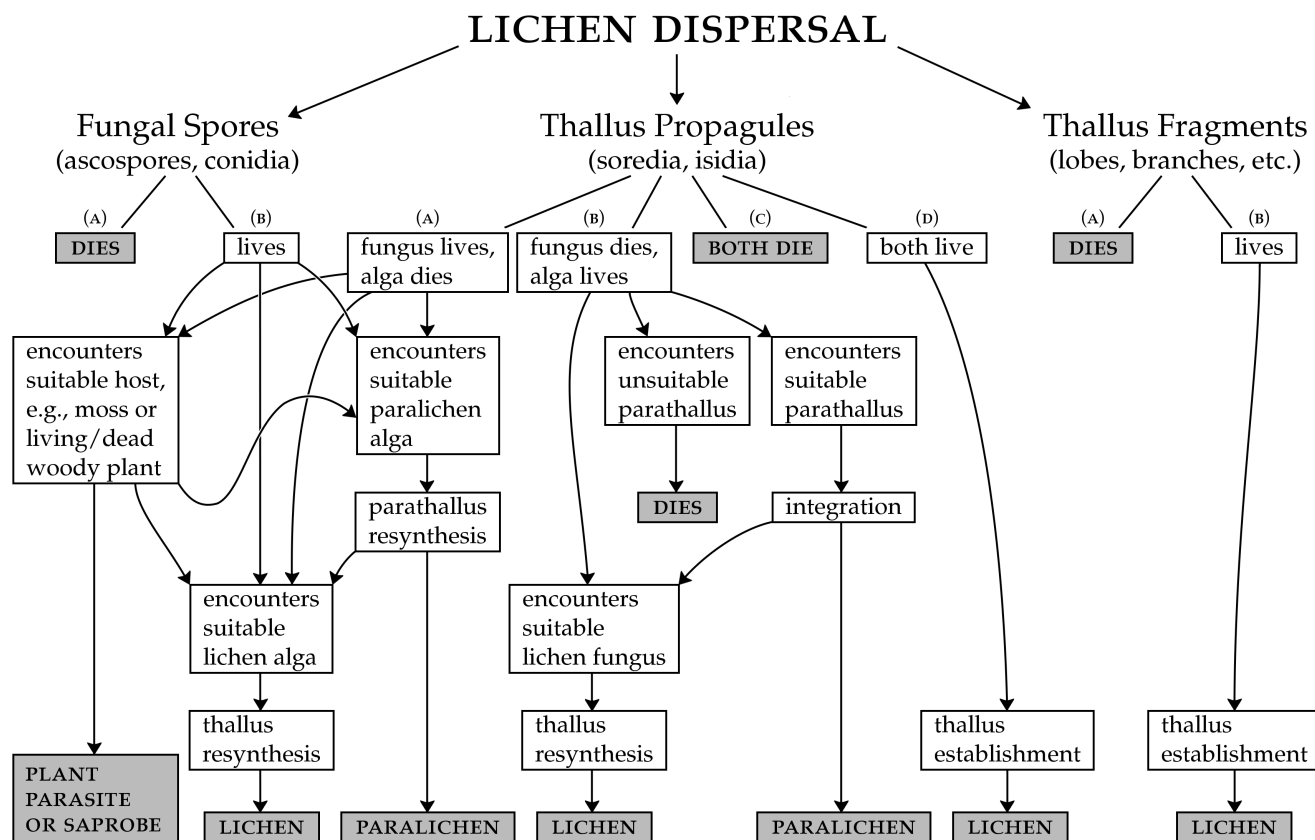 LICHEN DISPERSAL
Fungal Spores
(ascospores, conidia)
Thallus Propagules
(soredia, isidia)
Thallus Fragments
(lobes, branches, etc.)
(A)
DIES
(B)
lives
(A)
fungus lives,
alga dies
(B)
fungus dies,
alga lives
(C)
BOTH DIE
(D)
both live
(A)
DIES
(B)
lives
encounters
suitable host,
e.g., moss or
living/dead
woody plant
encounters
suitable
paralichen
alga
encounters
unsuitable
parathallus
encounters
suitable
parathallus
parathallus
resynthesis
DIES
integration
encounters
suitable
lichen alga
encounters
suitable
lichen fungus
thallus
resynthesis
thallus
resynthesis
thallus
establishment
thallus
establishment
PLANT
PARASITE
OR SAPROBE
LICHEN
PARALICHEN
LICHEN
PARALICHEN
LICHEN
LICHEN